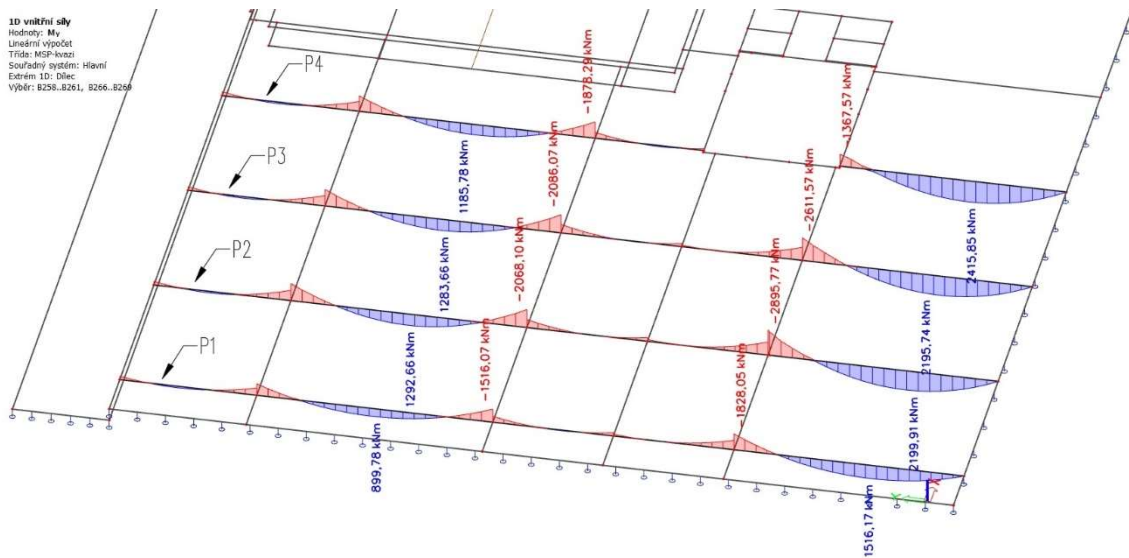 1D vnitřní síly
Hodnoty: My
Lineární výpočet
Třída: MSP-kvazi
Souřadný systém: Hlavní
Extrém 1D: Dílec
Výběr: B258..B261, B266..B269
P4
P3
P2
P1
-1878,29 kNm
-1367,57 kNm
1185,78 kNm
-2086,07 kNm
-2611,57 kNm
2415,85 kNm
1283,66 kNm
-2068,10 kNm
-2895,77 kNm
2195,74 kNm
1292,66 kNm
-1516,07 kNm
-1828,05 kNm
2199,91 kNm
899,78 kNm
1516,17 kNm
X